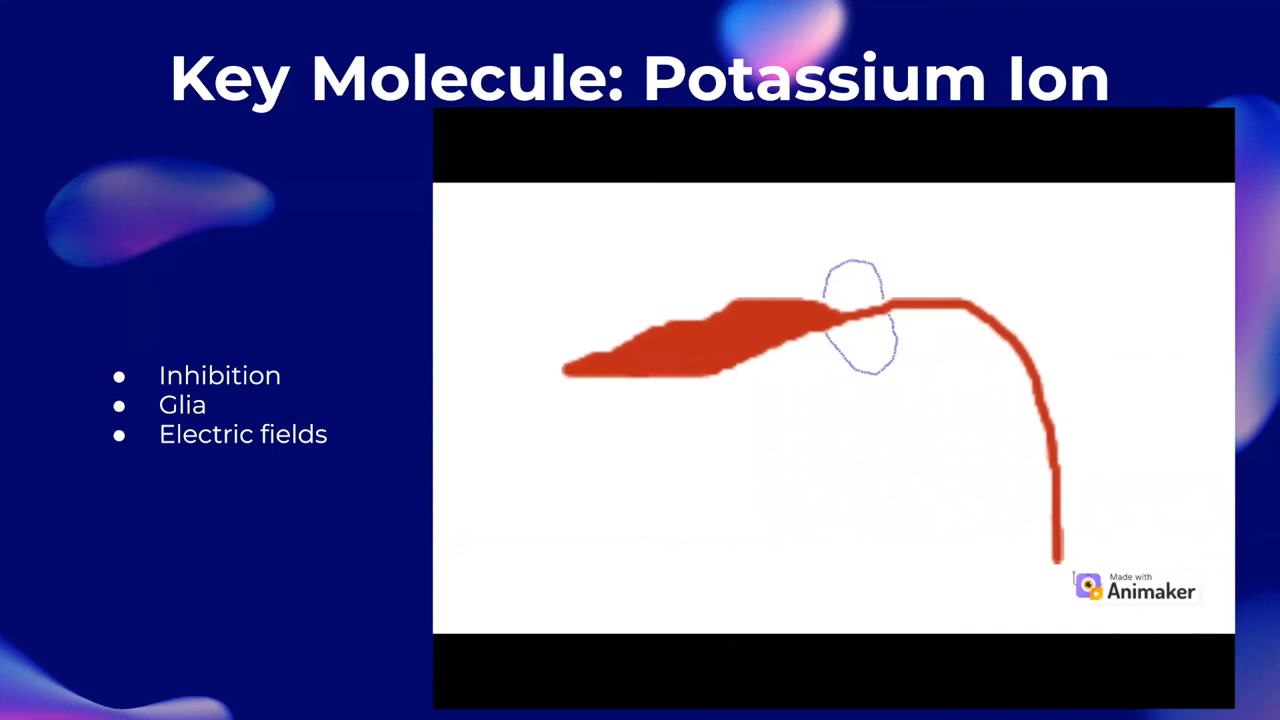 Key Molecule: Potassium Ion
● Inhibition
● Glia
● Electric fields
Made with
Animaker